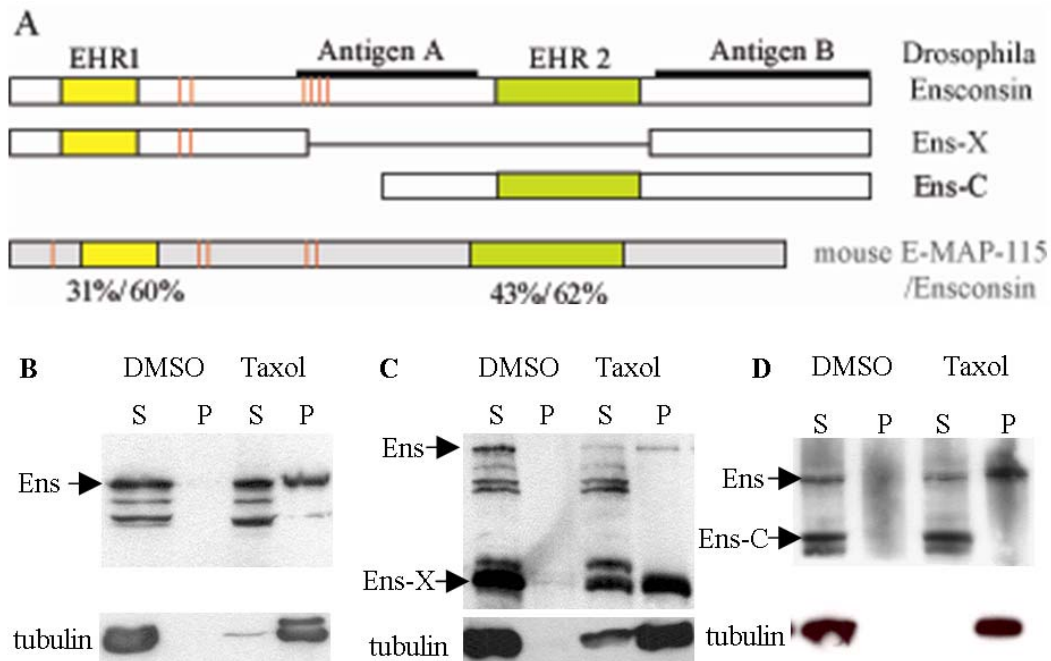 A
EHR1 Antigen A EHR 2 Antigen B Drosophila
Ensconsin
Ens-X
Ens-C
mouse E-MAP-115
/Ensconsin
31%/60% 43%/62%
B DMSO Taxol
S P S P
Ens
tubulin
C DMSO Taxol
S P S P
Ens
Ens-X
tubulin
D DMSO Taxol
S P S P
Ens
Ens-C
tubulin